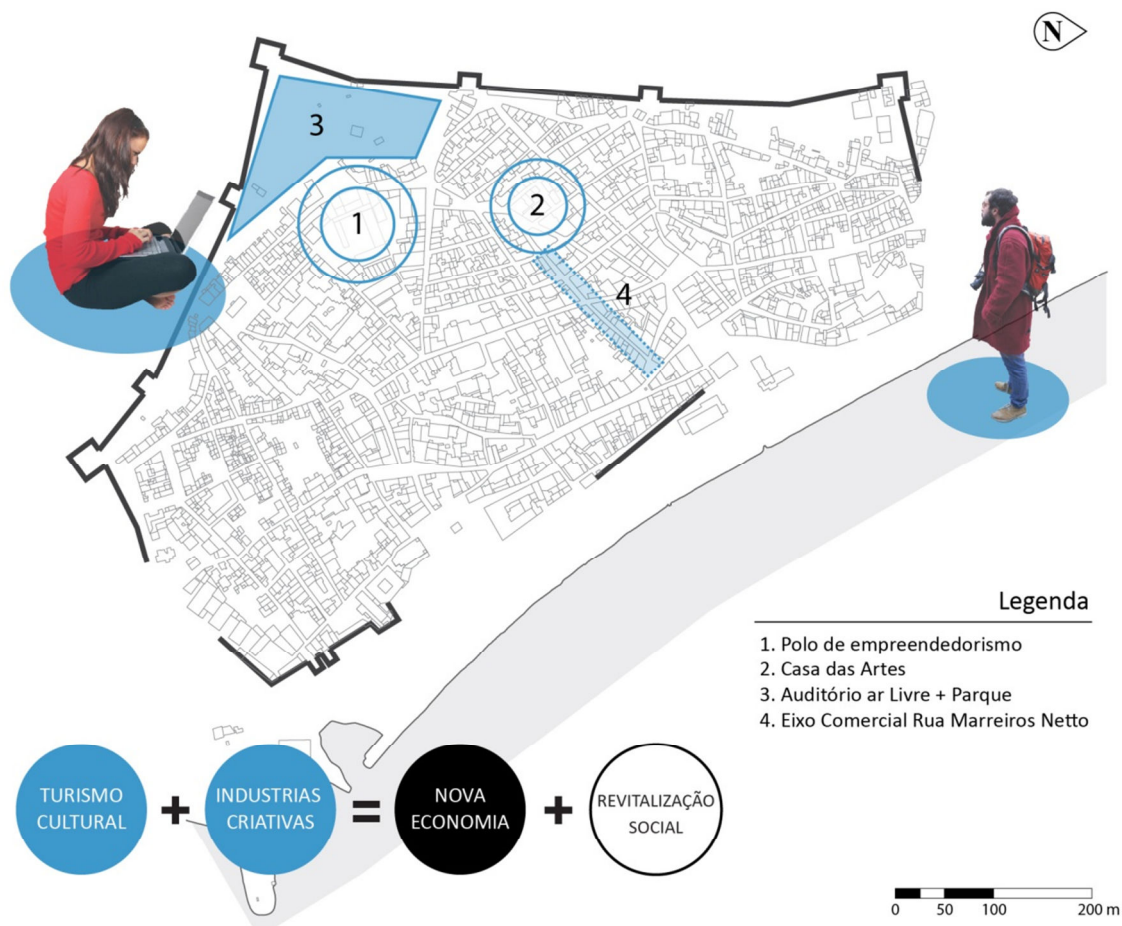 N
3
1
2
4
Legenda
1. Polo de empreendedorismo
2. Casa das Artes
3. Auditório ar Livre + Parque
4. Eixo Comercial Rua Marreiros Netto
TURISMO
CULTURAL
+
INDUSTRIAS
CRIATIVAS
=
NOVA
ECONOMIA
+
REVITALIZAÇÃO
SOCIAL
0 50 100 200 m